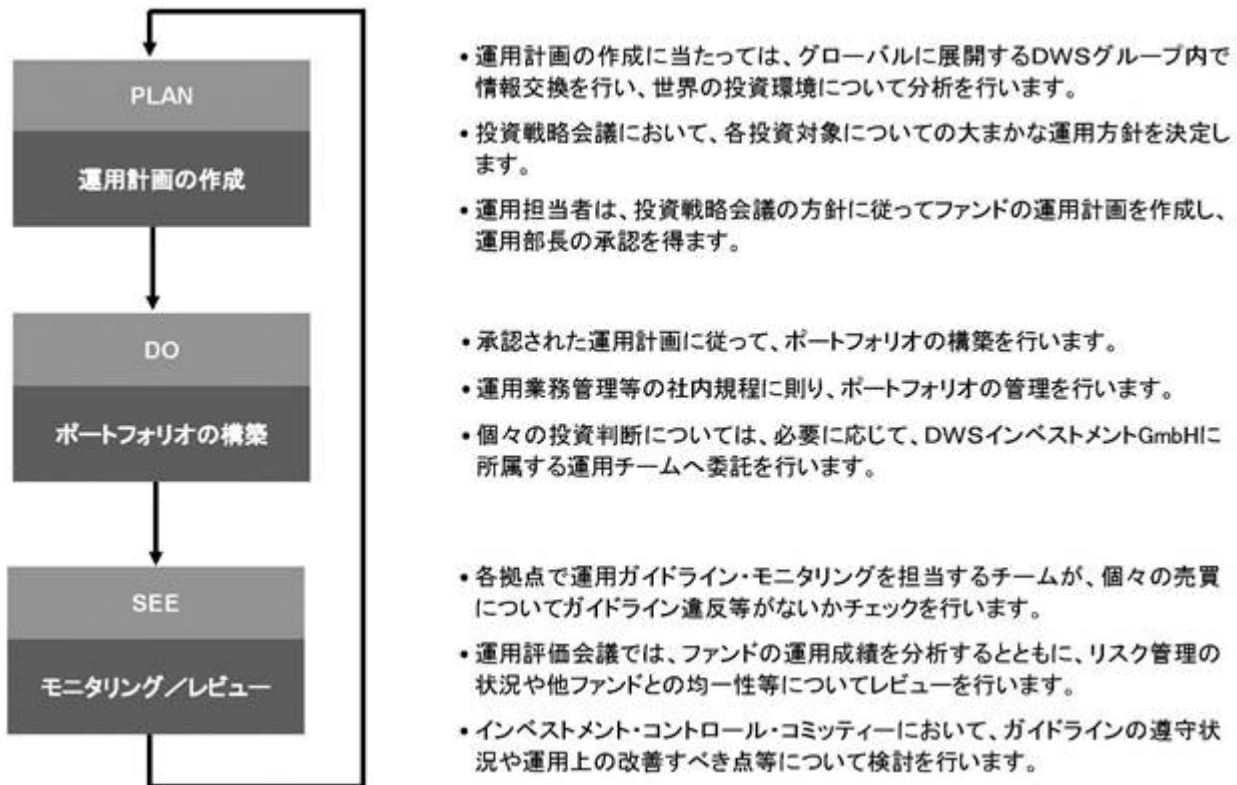 PLAN
運用計画の作成
•運用計画の作成に当たっては、グローバルに展開するDWSグループ内で
情報交換を行い、世界の投資環境について分析を行います。
•投資戦略会議において、各投資対象についての大まかな運用方針を決定し
ます。
•運用担当者は、投資戦略会議の方針に従ってファンドの運用計画を作成し、
運用部長の承認を得ます。
DO
ポートフォリオの構築
•承認された運用計画に従って、ポートフォリオの構築を行います。
•運用業務管理等の社内規程に則り、ポートフォリオの管理を行います。
•個々の投資判断については、必要に応じて、DWSインベストメントGmbHに
所属する運用チームへ委託を行います。
SEE
モニタリング／レビュー
•各拠点で運用ガイドライン・モニタリングを担当するチームが、個々の売買
についてガイドライン違反等がないかチェックを行います。
•運用評価会議では、ファンドの運用成績を分析するとともに、リスク管理の
状況や他ファンドとの均一性等についてレビューを行います。
•インベストメント・コントロール・コミッティーにおいて、ガイドラインの遵守状
況や運用上の改善すべき点等について検討を行います。